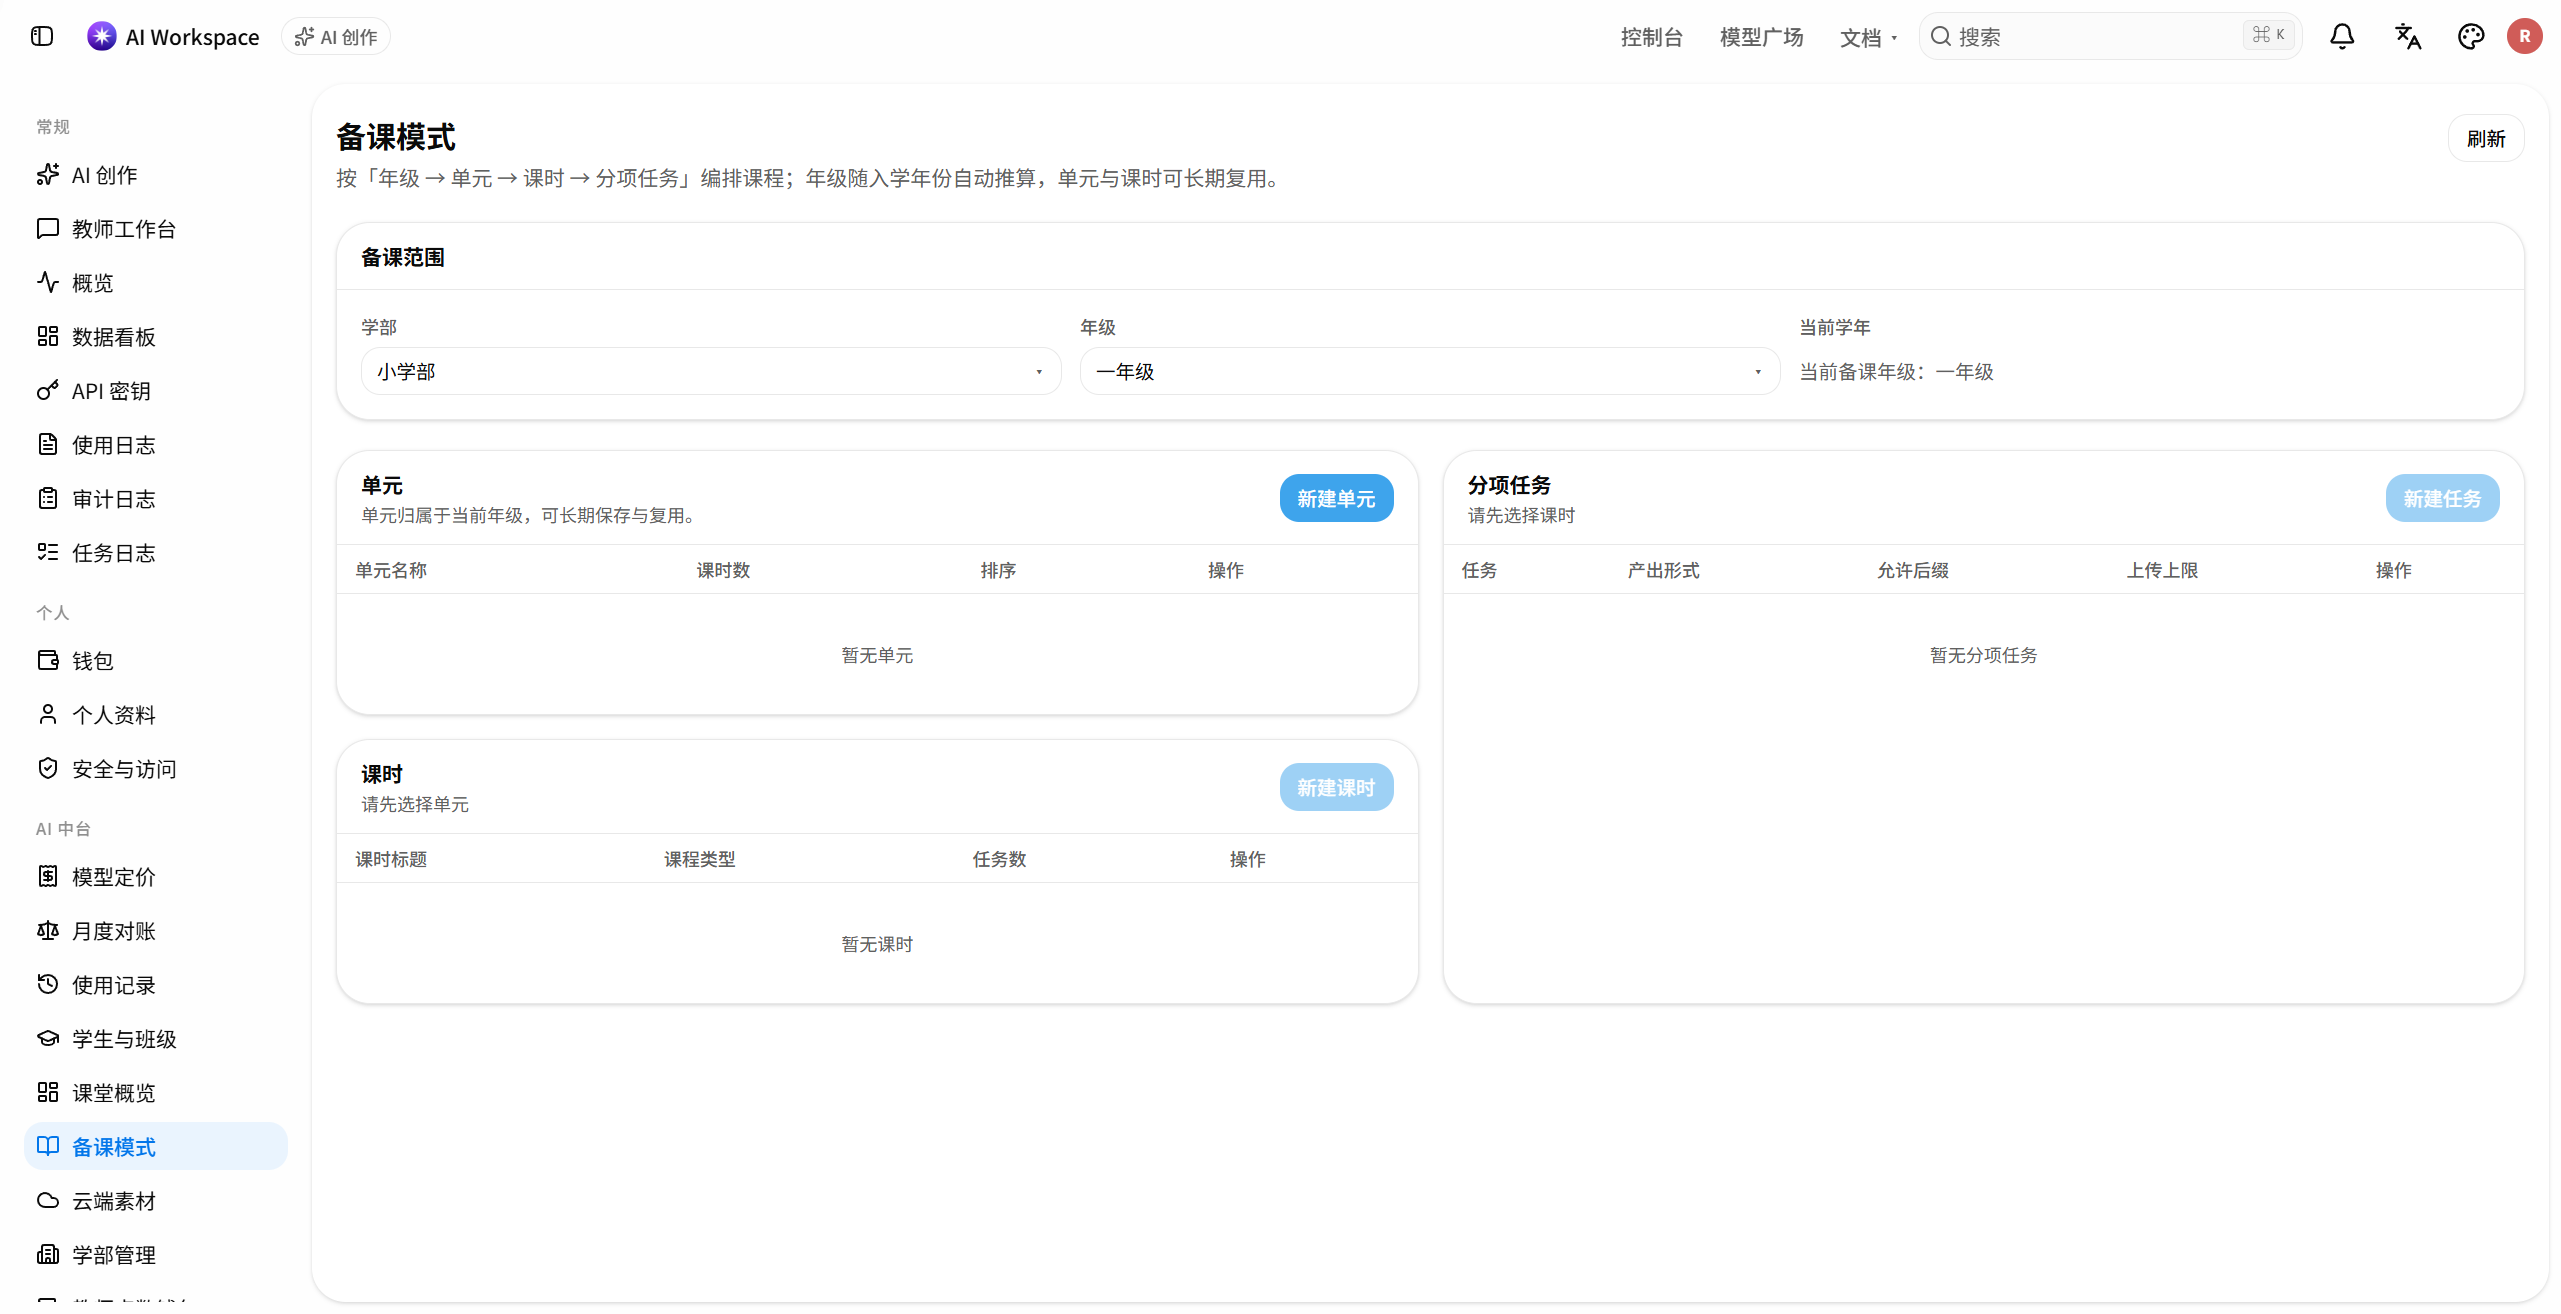 AI Workspace
AI 创作
控制台
模型广场
文档
搜索
⌘ K
R
常规
AI 创作
教师工作台
概览
数据看板
API 密钥
使用日志
审计日志
任务日志
个人
钱包
个人资料
安全与访问
AI 中台
模型定价
月度对账
使用记录
学生与班级
课堂概览
备课模式
云端素材
学部管理
备课模式
刷新
按「年级 → 单元 → 课时 → 分项任务」编排课程；年级随入学年份自动推算，单元与课时可长期复用。
备课范围
学部
年级
当前学年
小学部
一年级
当前备课年级：一年级
单元
单元归属于当前年级，可长期保存与复用。
新建单元
单元名称 课时数 排序 操作
暂无单元
课时
请先选择单元
新建课时
课时标题 课程类型 任务数 操作
暂无课时
分项任务
请先选择课时
新建任务
任务 产出形式 允许后缀 上传上限 操作
暂无分项任务